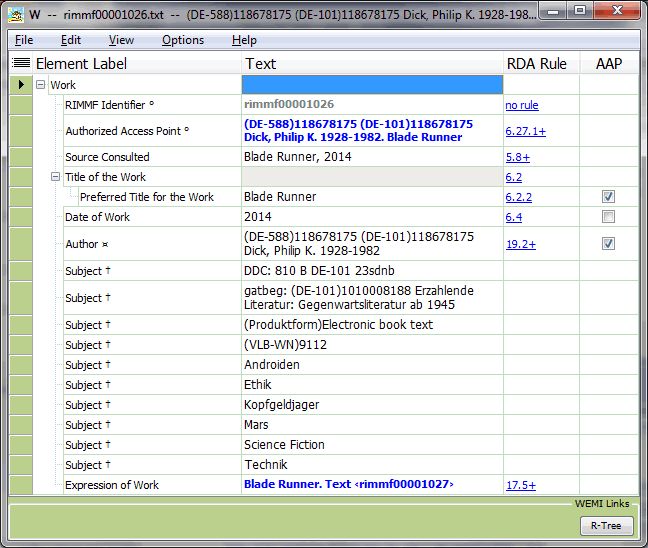 W -- rimmf00001026.txt -- (DE-588)118678175 (DE-101)118678175 Dick, Philip K. 1928-198...
File Edit View Options Help
Element Label Text RDA Rule AAP
Work
RIMMF Identifier ° rimmf00001026 no rule
Authorized Access Point ° (DE-588)118678175 (DE-101)118678175
Dick, Philip K. 1928-1982. Blade Runner 6.27.1+
Source Consulted Blade Runner, 2014 5.8+
Title of the Work 6.2
Preferred Title for the Work Blade Runner 6.2.2
Date of Work 2014 6.4
Author ¤ (DE-588)118678175 (DE-101)118678175
Dick, Philip K. 1928-1982 19.2+
Subject † DDC: 810 B DE-101 23sdnb
Subject † gatbeg: (DE-101)1010008188 Erzahlende
Literatur: Gegenwartsliteratur ab 1945
Subject † (Produktform)Electronic book text
Subject † (VLB-WN)9112
Subject † Androiden
Subject † Ethik
Subject † Kopfgeldjager
Subject † Mars
Subject † Science Fiction
Subject † Technik
Expression of Work Blade Runner. Text <rimmf00001027> 17.5+
WEMI Links
R-Tree